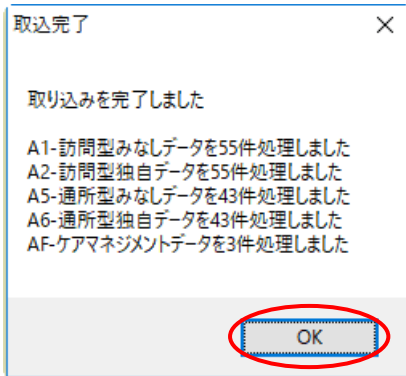 取込完了
取り込みを完了しました
A1-訪問型みなしデータを55件処理しました
A2-訪問型独自データを55件処理しました
A5-通所型みなしデータを43件処理しました
A6-通所型独自データを43件処理しました
AF-ケアマネジメントデータを3件処理しました
OK